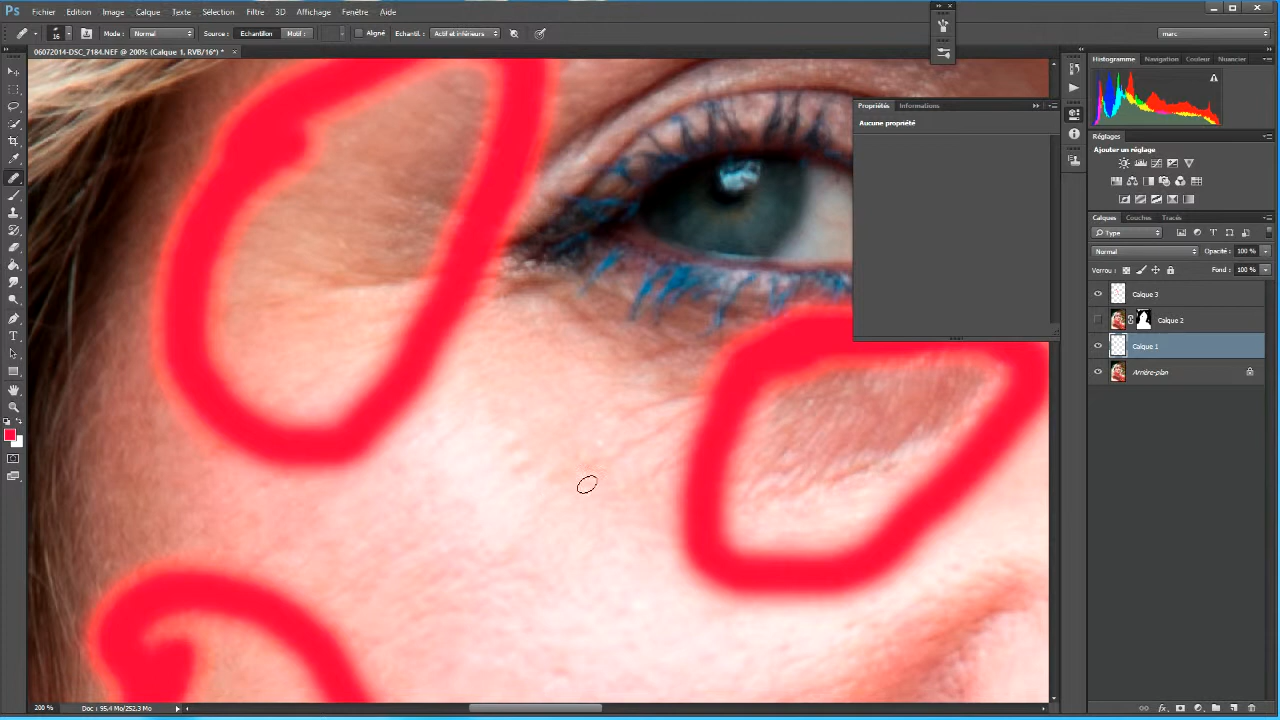 Ps Fichier Edition Image Calque Texte Sélection Filtre 3D Affichage Fenêtre Aide
16 Mode : Normal Source : Echantillon Motif : Aligné Echantil. : Actif et inférieurs marc
06072014-DSC_7184.NEF @ 200% (Calque 1, RVB/16*) * ×
Histogramme Navigation Couleur Nuancier
Propriétés Informations
Aucune propriété
Réglages
Ajouter un réglage
Calques Couches Tracés
Type
Normal Opacité : 100 %
Verrou : Fond : 100 %
Calque 3
Calque 2
Calque 1
Arrière-plan
200 % Doc : 95,4 Mo/252,3 Mo